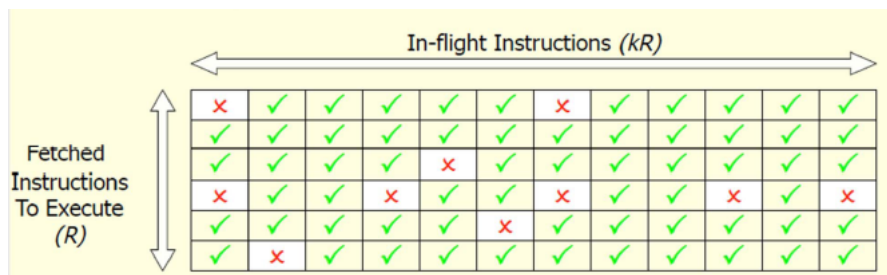 In-flight Instructions (kR)
Fetched
Instructions
To Execute
(R)